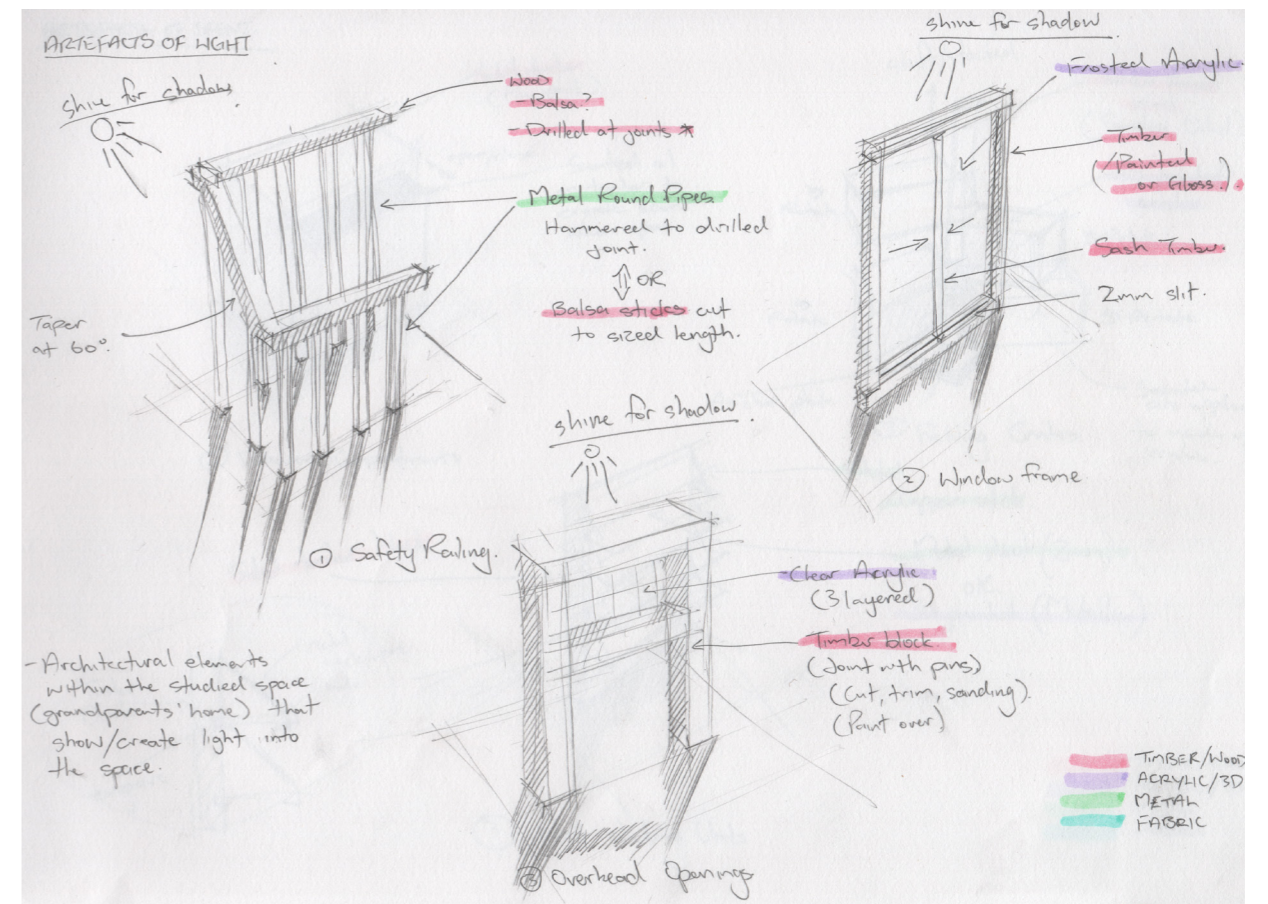 ARTEFACTS OF LIGHT
shine for shadow.
Wood
- Balsa?
- Drilled at joints *
Metal Round Pipes
Hammered to drilled
joint.
OR
Balsa sticks cut
to sized length.
Taper
at 60°.
① Safety Railing.
shine for shadow.
Frosted Acrylic.
Timber
(Painted
or Gloss.).
Sash Timber.
2mm slit.
② Window frame
shine for shadow.
Clear Acrylic
(3 layered)
Timber block.
(Joint with pins)
(Cut, trim, sanding).
(Paint over)
③ Overhead Openings
- Architectural elements
within the studied space
(grandparents' home) that
show/create light into
the space.
TIMBER/WOOD
ACRYLIC/3D
METAL
FABRIC